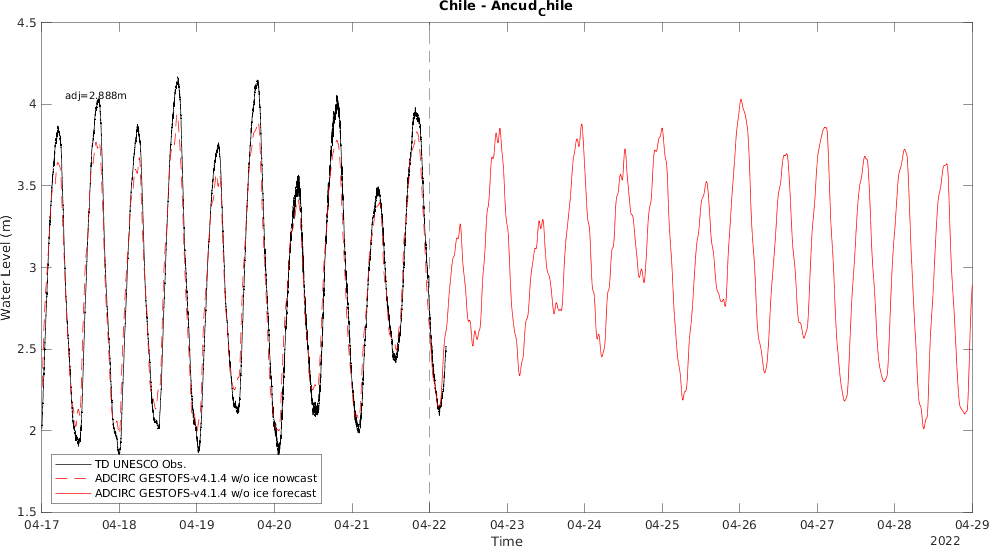 Chile - Ancud_Chile
4.5
4
3.5
3
2.5
2
1.5
Water Level (m)
adj=2.888m
TD UNESCO Obs.
ADCIRC GESTOFS-v4.1.4 w/o ice nowcast
ADCIRC GESTOFS-v4.1.4 w/o ice forecast
04-17 04-18 04-19 04-20 04-21 04-22 04-23 04-24 04-25 04-26 04-27 04-28 04-29
Time
2022